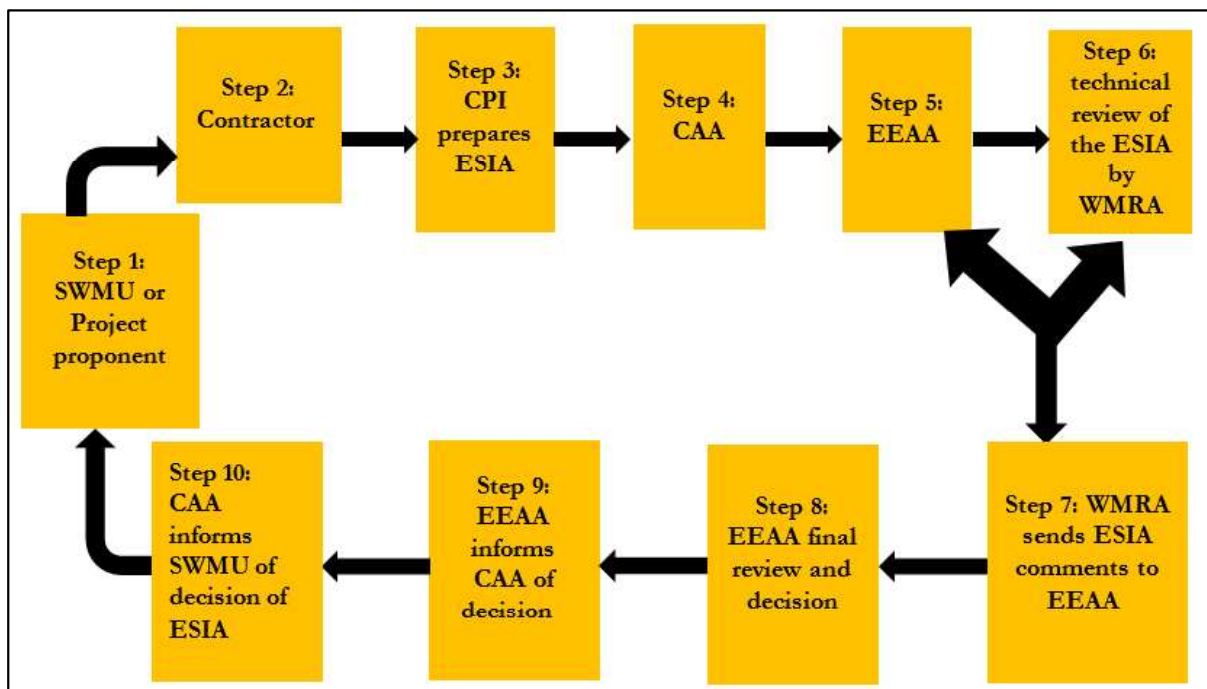 Step 1:
SWMU or
Project
proponent
Step 2:
Contractor
Step 3:
CPI
prepares
ESIA
Step 4:
CAA
Step 5:
EEAA
Step 6:
technical
review of
the ESIA
by
WMRA
Step 7: WMRA
sends ESIA
comments to
EEAA
Step 8:
EEAA final
review and
decision
Step 9:
EEAA
informs
CAA of
decision
Step 10:
CAA
informs
SWMU of
decision of
ESIA